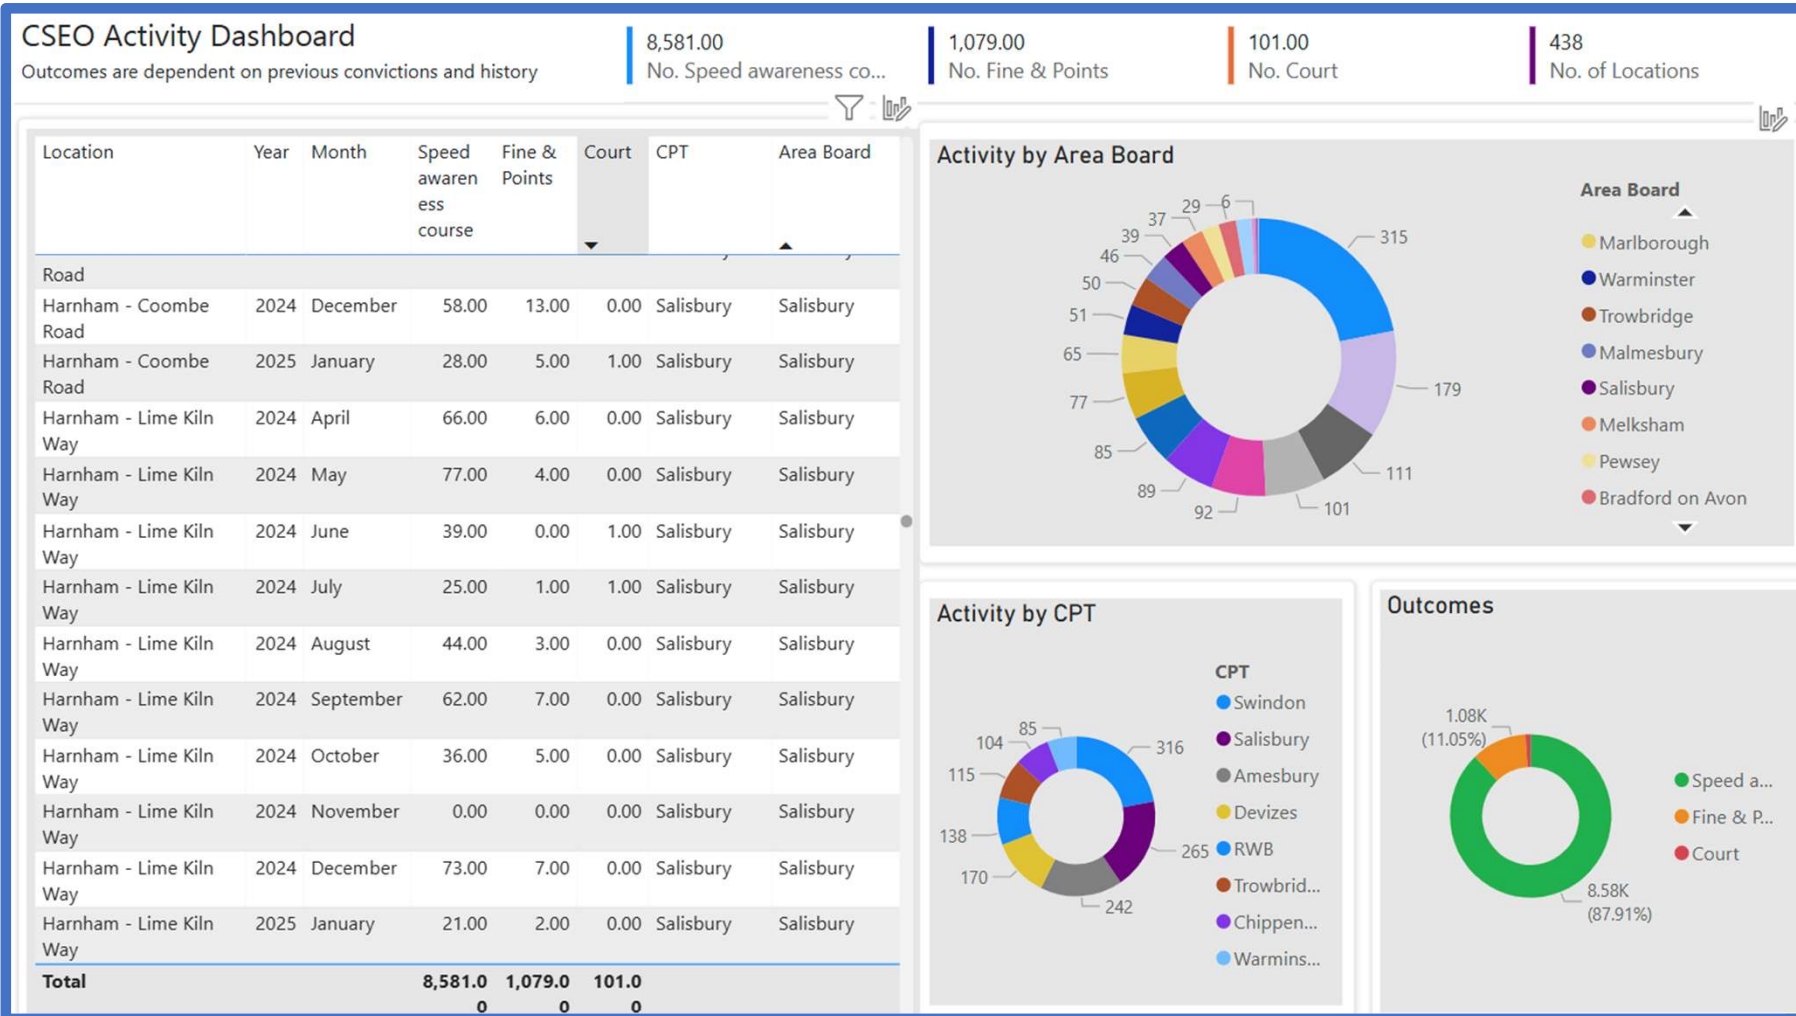 CSEO Activity Dashboard
Outcomes are dependent on previous convictions and history
8,581.00
No. Speed awareness co...
1,079.00
No. Fine & Points
101.00
No. Court
438
No. of Locations
Location Year Month Speed awaren ess course Fine & Points Court CPT Area Board
Road
Harnham - Coombe Road 2024 December 58.00 13.00 0.00 Salisbury Salisbury
Harnham - Coombe Road 2025 January 28.00 5.00 1.00 Salisbury Salisbury
Harnham - Lime Kiln Way 2024 April 66.00 6.00 0.00 Salisbury Salisbury
Harnham - Lime Kiln Way 2024 May 77.00 4.00 0.00 Salisbury Salisbury
Harnham - Lime Kiln Way 2024 June 39.00 0.00 1.00 Salisbury Salisbury
Harnham - Lime Kiln Way 2024 July 25.00 1.00 1.00 Salisbury Salisbury
Harnham - Lime Kiln Way 2024 August 44.00 3.00 0.00 Salisbury Salisbury
Harnham - Lime Kiln Way 2024 September 62.00 7.00 0.00 Salisbury Salisbury
Harnham - Lime Kiln Way 2024 October 36.00 5.00 0.00 Salisbury Salisbury
Harnham - Lime Kiln Way 2024 November 0.00 0.00 0.00 Salisbury Salisbury
Harnham - Lime Kiln Way 2024 December 73.00 7.00 0.00 Salisbury Salisbury
Harnham - Lime Kiln Way 2025 January 21.00 2.00 0.00 Salisbury Salisbury
Total 8,581.00 1,079.00 101.00
Activity by Area Board
315
179
111
101
92
89
85
77
65
51
50
46
39
37
29
6
Area Board
Marlborough
Warminster
Trowbridge
Malmesbury
Salisbury
Melksham
Pewsey
Bradford on Avon
Activity by CPT
316
265
242
170
138
115
104
85
CPT
Swindon
Salisbury
Amesbury
Devizes
RWB
Trowbrid...
Chippen...
Warmins...
Outcomes
1.08K
(11.05%)
8.58K
(87.91%)
Speed a...
Fine & P...
Court